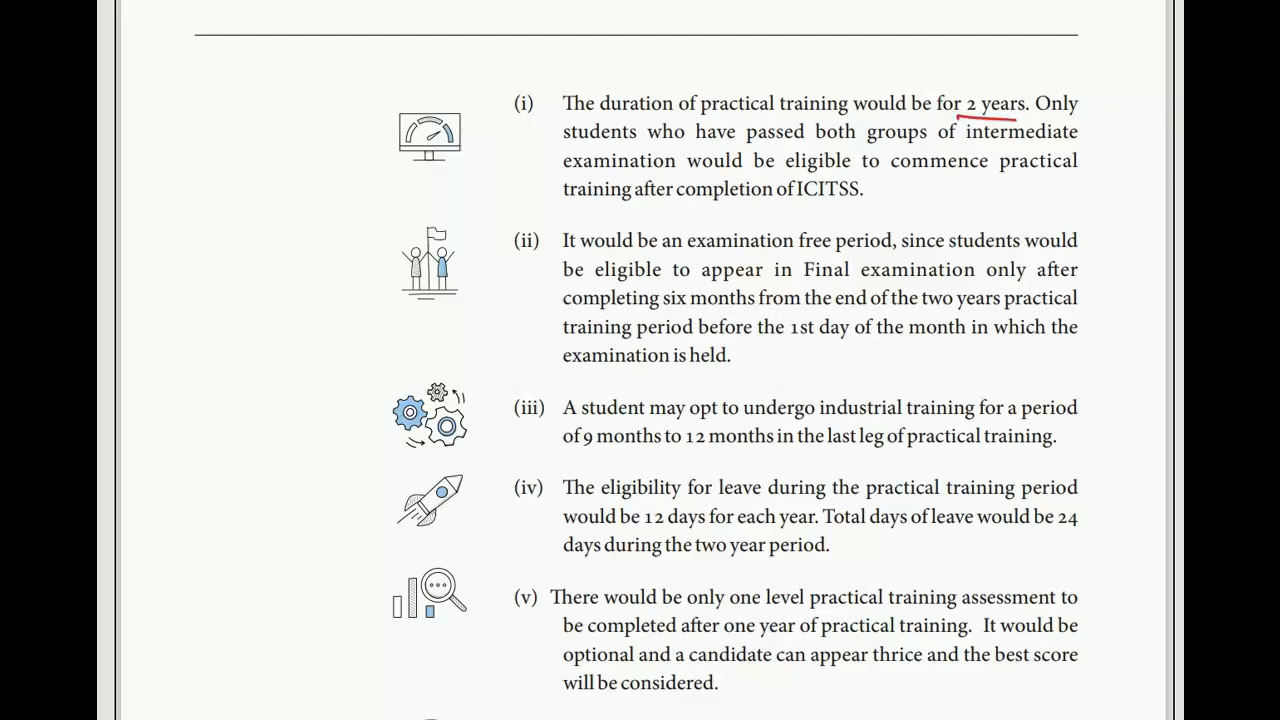 (i) The duration of practical training would be for 2 years. Only
students who have passed both groups of intermediate
examination would be eligible to commence practical
training after completion of ICITSS.
(ii) It would be an examination free period, since students would
be eligible to appear in Final examination only after
completing six months from the end of the two years practical
training period before the 1st day of the month in which the
examination is held.
(iii) A student may opt to undergo industrial training for a period
of 9 months to 12 months in the last leg of practical training.
(iv) The eligibility for leave during the practical training period
would be 12 days for each year. Total days of leave would be 24
days during the two year period.
(v) There would be only one level practical training assessment to
be completed after one year of practical training. It would be
optional and a candidate can appear thrice and the best score
will be considered.